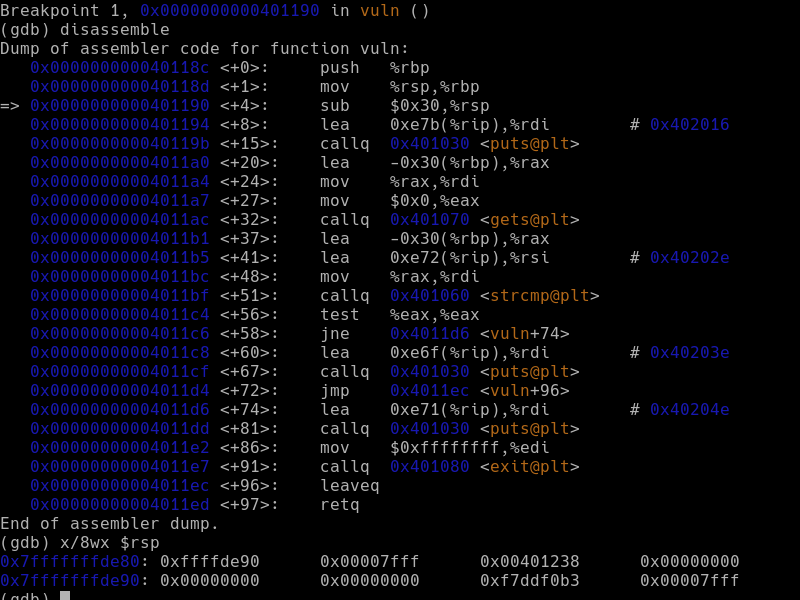 Breakpoint 1, 0x0000000000401190 in vuln ()
(gdb) disassemble
Dump of assembler code for function vuln:
   0x000000000040118c <+0>:     push   %rbp
   0x000000000040118d <+1>:     mov    %rsp,%rbp
=> 0x0000000000401190 <+4>:     sub    $0x30,%rsp
   0x0000000000401194 <+8>:     lea    0xe7b(%rip),%rdi        # 0x402016
   0x000000000040119b <+15>:    callq  0x401030 <puts@plt>
   0x00000000004011a0 <+20>:    lea    -0x30(%rbp),%rax
   0x00000000004011a4 <+24>:    mov    %rax,%rdi
   0x00000000004011a7 <+27>:    mov    $0x0,%eax
   0x00000000004011ac <+32>:    callq  0x401070 <gets@plt>
   0x00000000004011b1 <+37>:    lea    -0x30(%rbp),%rax
   0x00000000004011b5 <+41>:    lea    0xe72(%rip),%rsi        # 0x40202e
   0x00000000004011bc <+48>:    mov    %rax,%rdi
   0x00000000004011bf <+51>:    callq  0x401060 <strcmp@plt>
   0x00000000004011c4 <+56>:    test   %eax,%eax
   0x00000000004011c6 <+58>:    jne    0x4011d6 <vuln+74>
   0x00000000004011c8 <+60>:    lea    0xe6f(%rip),%rdi        # 0x40203e
   0x00000000004011cf <+67>:    callq  0x401030 <puts@plt>
   0x00000000004011d4 <+72>:    jmp    0x4011ec <vuln+96>
   0x00000000004011d6 <+74>:    lea    0xe71(%rip),%rdi        # 0x40204e
   0x00000000004011dd <+81>:    callq  0x401030 <puts@plt>
   0x00000000004011e2 <+86>:    mov    $0xffffffff,%edi
   0x00000000004011e7 <+91>:    callq  0x401080 <exit@plt>
   0x00000000004011ec <+96>:    leaveq
   0x00000000004011ed <+97>:    retq
End of assembler dump.
(gdb) x/8wx $rsp
0x7fffffffde80: 0xffffde90      0x00007fff      0x00401238      0x00000000
0x7fffffffde90: 0x00000000      0x00000000      0xf7ddf0b3      0x00007fff
(gdb)